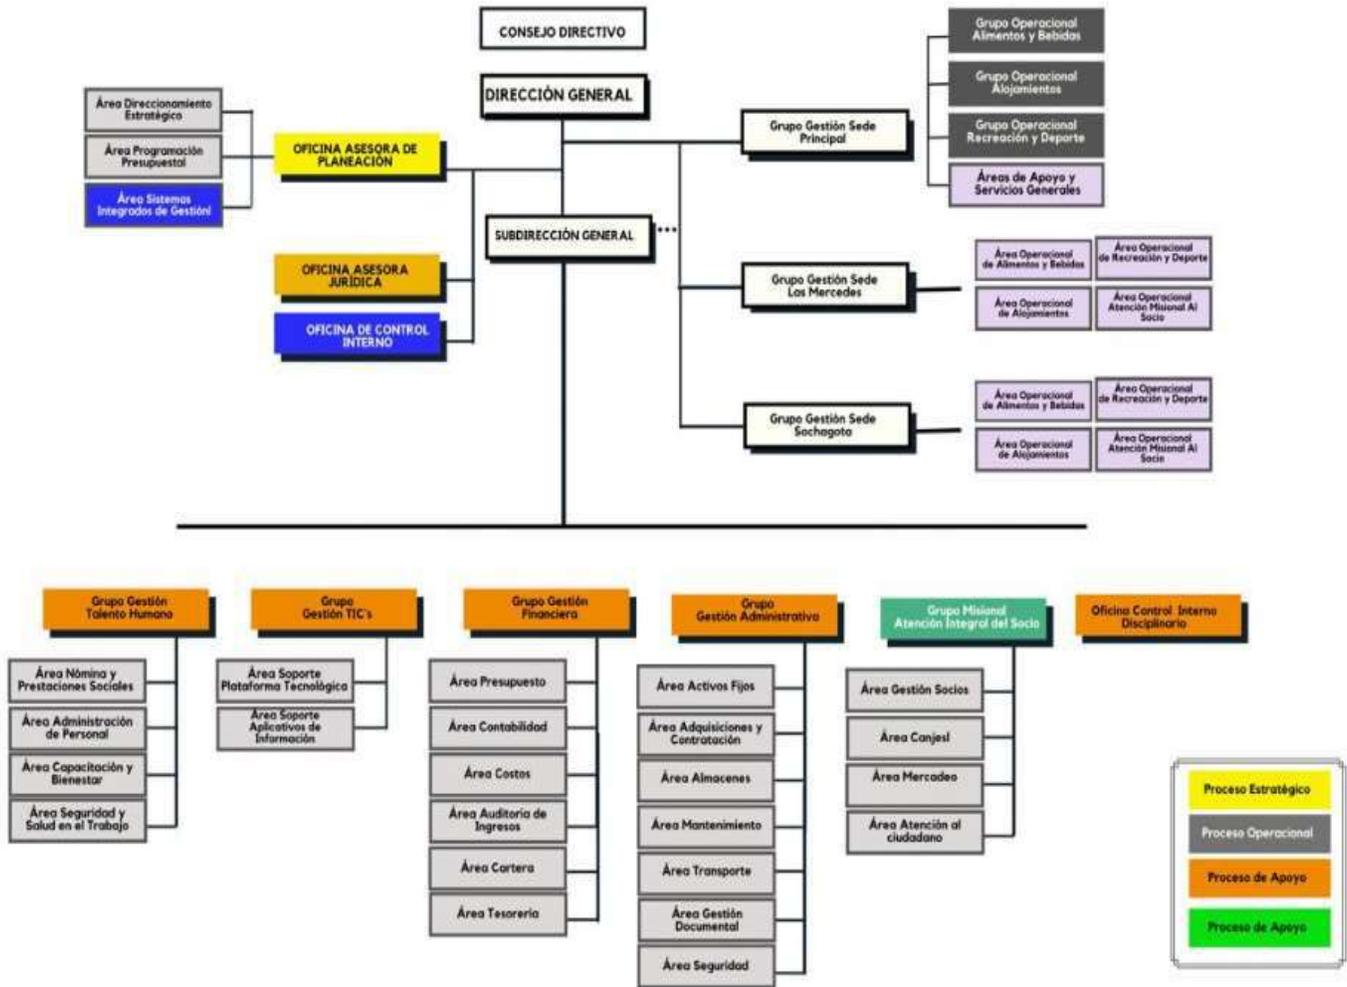 CONSEJO DIRECTIVO
DIRECCIÓN GENERAL
SUBDIRECCIÓN GENERAL
Área Direccionamiento
Estratégico
Área Programación
Presupuestal
Área Sistemas
Integrados de Gestiónl
OFICINA ASESORA DE
PLANEACIÓN
OFICINA ASESORA
JURÍDICA
OFICINA DE CONTROL
INTERNO
Grupo Gestión Sede
Principal
Grupo Operacional
Alimentos y Bebidas
Grupo Operacional
Alojamientos
Grupo Operacional
Recreación y Deporte
Áreas de Apoyo y
Servicios Generales
Grupo Gestión Sede
Las Mercedes
Área Operacional
de Alimentos y Bebidas
Área Operacional
de Recreación y Deporte
Área Operacional
de Alojamientos
Área Operacional
Atención Misional Al
Socio
Grupo Gestión Sede
Sochagota
Área Operacional
de Alimentos y Bebidas
Área Operacional
de Recreación y Deporte
Área Operacional
de Alojamientos
Área Operacional
Atención Misional Al
Socio
Grupo Gestión
Talento Humano
Área Nómina y
Prestaciones Sociales
Área Administración
de Personal
Área Capacitación y
Bienestar
Área Seguridad y
Salud en el Trabajo
Grupo
Gestión TIC's
Área Soporte
Plataforma Tecnológica
Área Soporte
Aplicativos de
Información
Grupo Gestión
Financiera
Área Presupuesto
Área Contabilidad
Área Costos
Área Auditoría de
Ingresos
Área Cartera
Área Tesorería
Grupo
Gestión Administrativa
Área Activos Fijos
Área Adquisiciones y
Contratación
Área Almacenes
Área Mantenimiento
Área Transporte
Área Gestión
Documental
Área Seguridad
Grupo Misional
Atención Integral del Socio
Área Gestión Socios
Área Canjesl
Área Mercadeo
Área Atención al
ciudadano
Oficina Control Interno
Disciplinario
Proceso Estratégico
Proceso Operacional
Proceso de Apoyo
Proceso de Apoyo